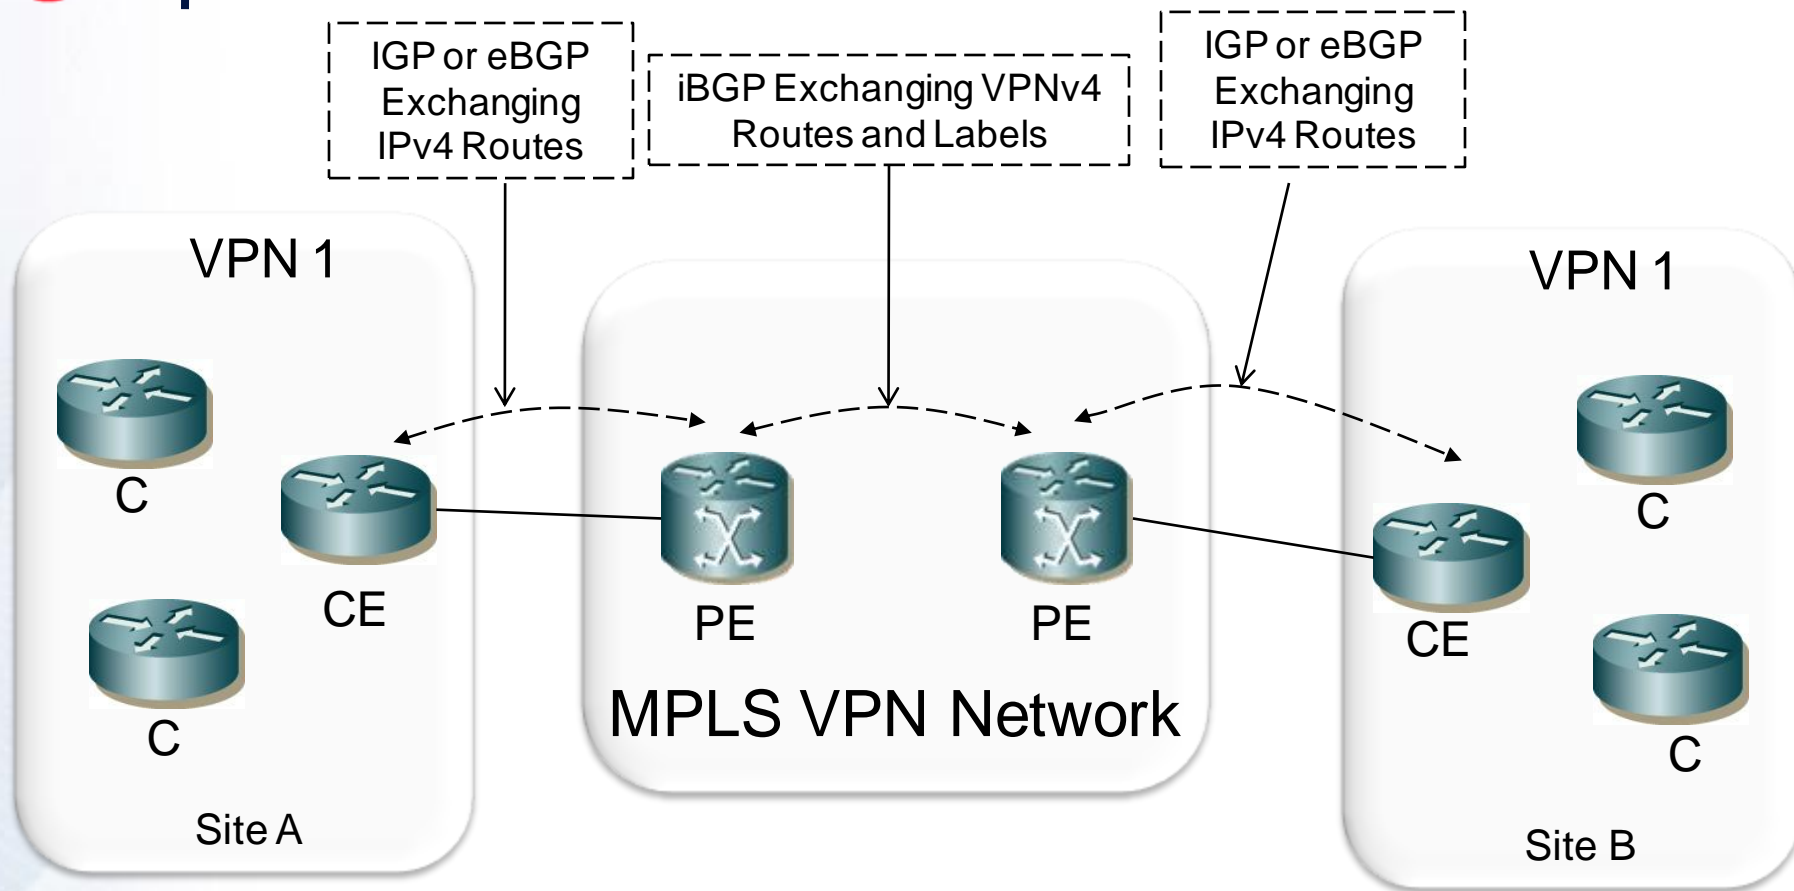 IGP or eBGP
Exchanging
IPv4 Routes
iBGP Exchanging VPNv4
Routes and Labels
IGP or eBGP
Exchanging
IPv4 Routes
VPN 1
C
CE
C
Site A
PE
PE
MPLS VPN Network
VPN 1
C
CE
C
Site B